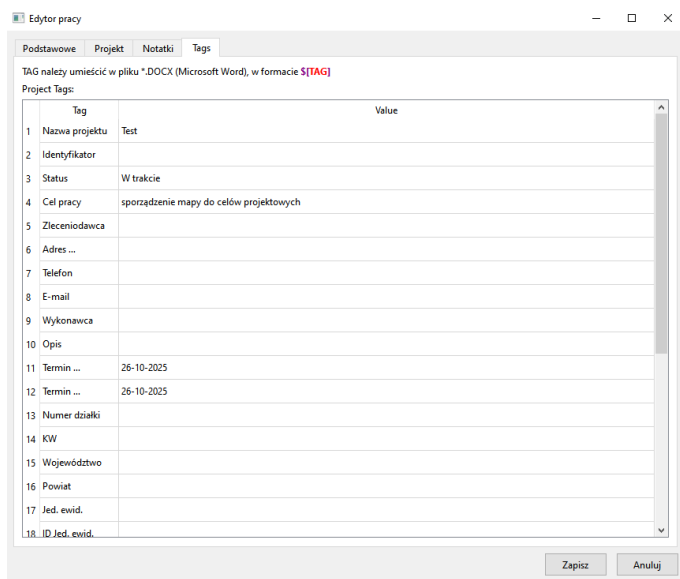 Edytor pracy
Podstawowe Projekt Notatki Tags
TAG należy umieścić w pliku *.DOCX (Microsoft Word), w formacie $[TAG]
Project Tags:
Tag Value
1 Nazwa projektu Test
2 Identyfikator
3 Status W trakcie
4 Cel pracy sporządzenie mapy do celów projektowych
5 Zleceniodawca
6 Adres ...
7 Telefon
8 E-mail
9 Wykonawca
10 Opis
11 Termin ... 26-10-2025
12 Termin ... 26-10-2025
13 Numer działki
14 KW
15 Województwo
16 Powiat
17 Jed. ewid.
18 ID Jed. ewid.
Zapisz Anuluj